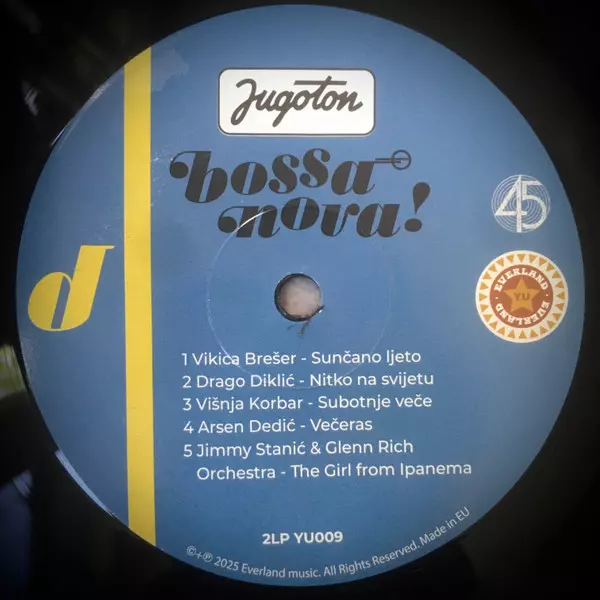 Jugoton
bossa
nova!
45
EVERLAND
YU
EVERLAND
d
1 Vikica Brešer - Sunčano ljeto
2 Drago Diklić - Nitko na svijetu
3 Višnja Korbar - Subotnje veče
4 Arsen Dedić - Večeras
5 Jimmy Stanić & Glenn Rich
Orchestra - The Girl from Ipanema
2LP YU009
©+℗ 2025 Everland music. All Rights Reserved. Made in EU